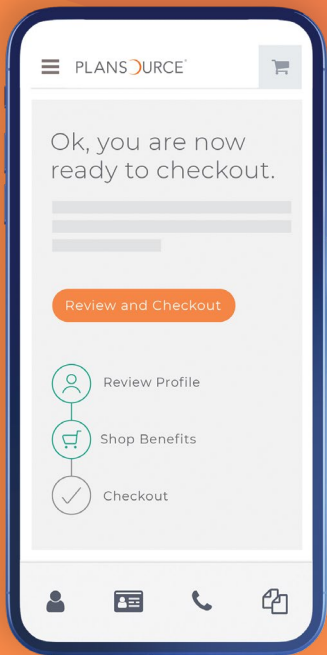 PLANSOURCE
Ok, you are now
ready to checkout.
Review and Checkout
Review Profile
Shop Benefits
Checkout